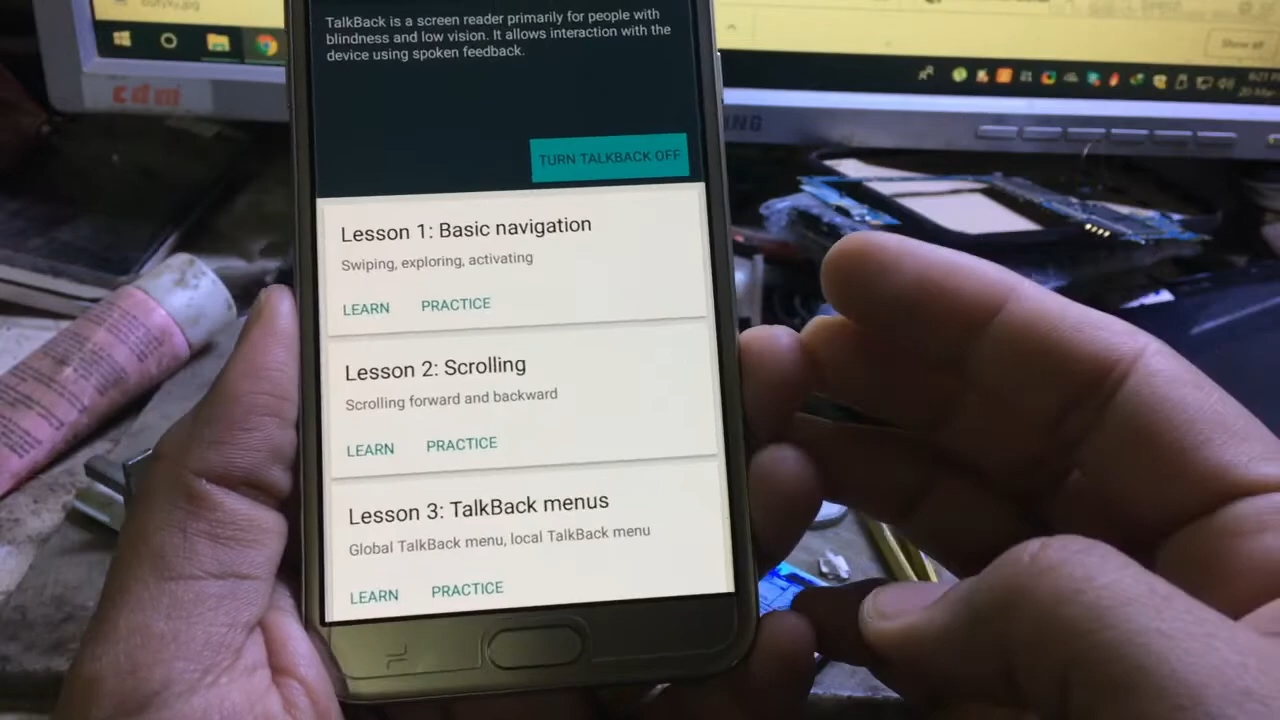 TalkBack is a screen reader primarily for people with
blindness and low vision. It allows interaction with the
device using spoken feedback.
TURN TALKBACK OFF
Lesson 1: Basic navigation
Swiping, exploring, activating
LEARN PRACTICE
Lesson 2: Scrolling
Scrolling forward and backward
LEARN PRACTICE
Lesson 3: TalkBack menus
Global TalkBack menu, local TalkBack menu
LEARN PRACTICE
Show all